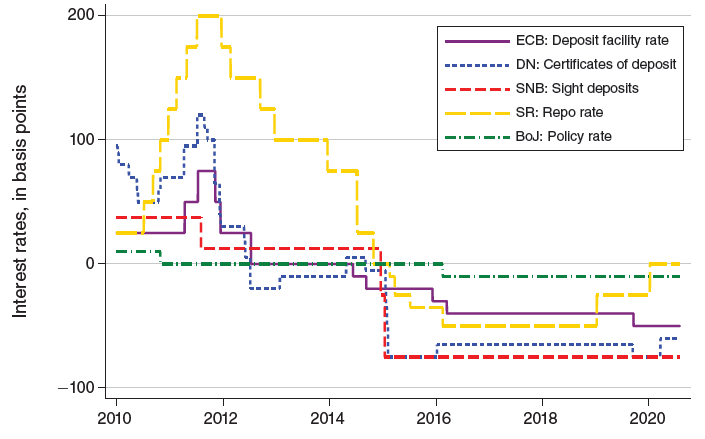 Interest rates, in basis points
200
100
0
−100
ECB: Deposit facility rate
DN: Certificates of deposit
SNB: Sight deposits
SR: Repo rate
BoJ: Policy rate
2010 2012 2014 2016 2018 2020